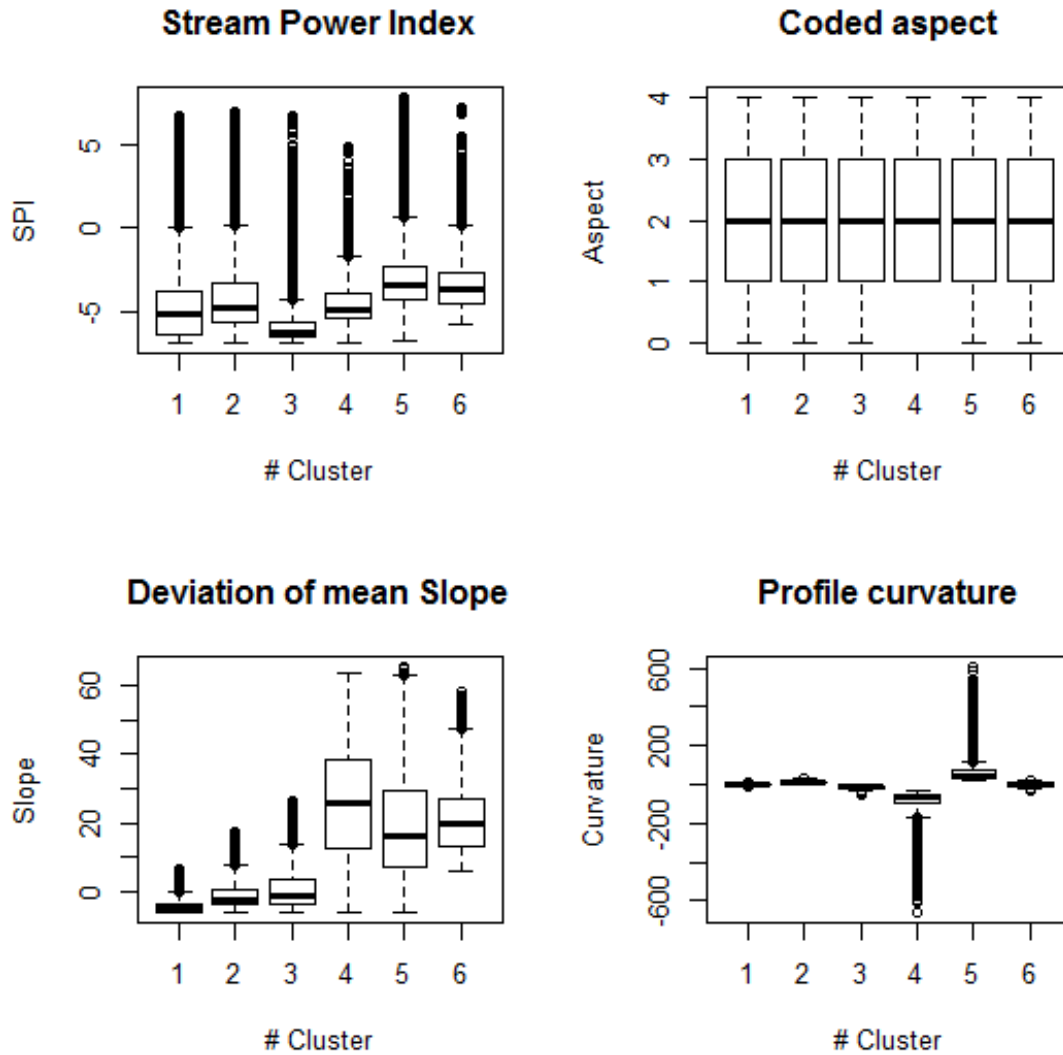 Stream Power Index
SPI
5
0
-5
1 2 3 4 5 6
# Cluster
Coded aspect
Aspect
4
3
2
1
0
1 2 3 4 5 6
# Cluster
Deviation of mean Slope
Slope
60
40
20
0
1 2 3 4 5 6
# Cluster
Profile curvature
Curvature
600
200
-200
-600
1 2 3 4 5 6
# Cluster